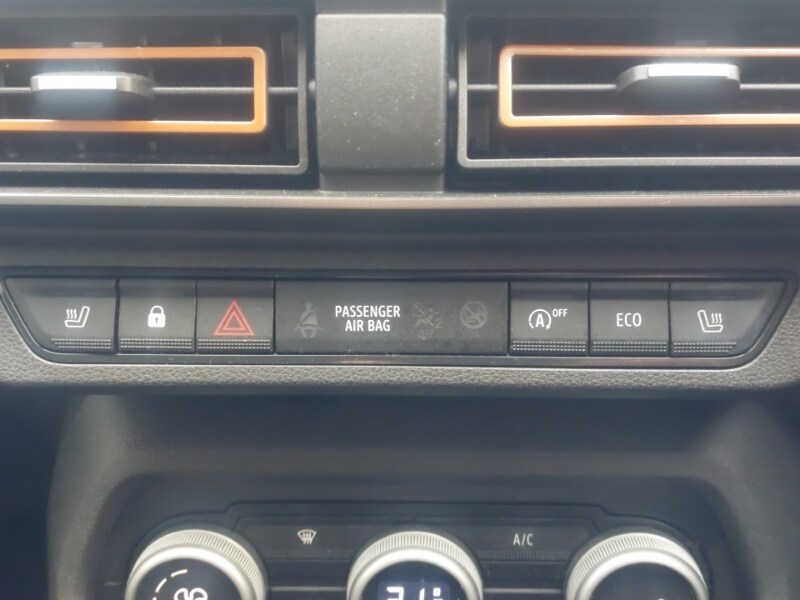 PASSENGER
AIR BAG
A OFF
ECO
A/C